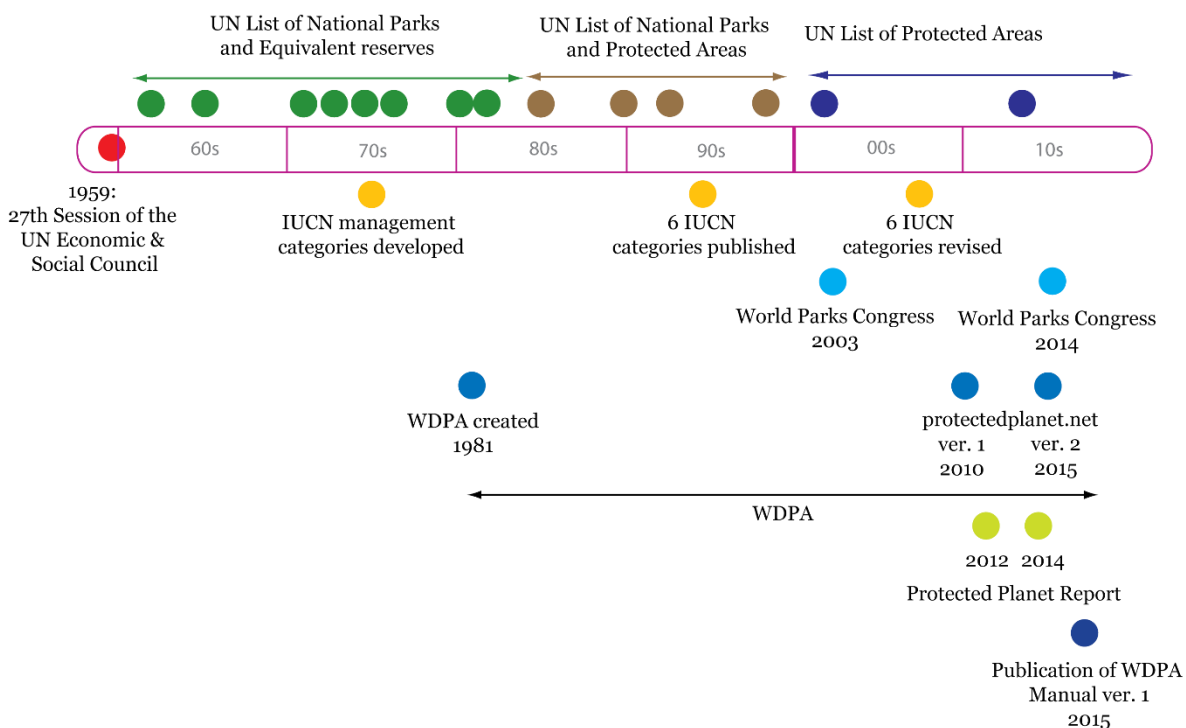 UN List of National Parks
and Equivalent reserves
UN List of National Parks
and Protected Areas
UN List of Protected Areas
60s
70s
80s
90s
00s
10s
1959:
27th Session of the
UN Economic &
Social Council
IUCN management
categories developed
6 IUCN
categories published
6 IUCN
categories revised
World Parks Congress
2003
World Parks Congress
2014
WDPA created
1981
protectedplanet.net
ver. 1
2010
ver. 2
2015
WDPA
2012
2014
Protected Planet Report
Publication of WDPA
Manual ver. 1
2015